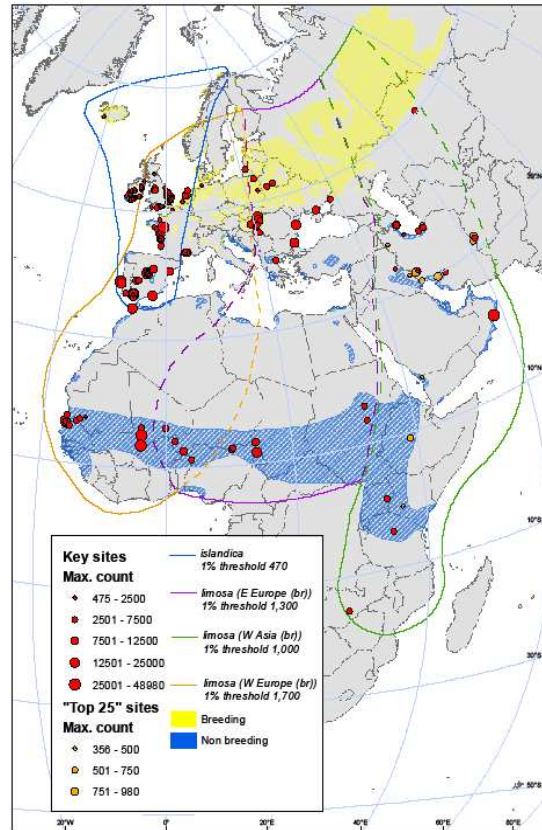 20°N
10°N
10°S
30°S
50°S
20°W
0°
20°E
40°E
60°E
80°E
Key sites
Max. count
475 - 2500
2501 - 7500
7501 - 12500
12501 - 25000
25001 - 48980
"Top 25" sites
Max. count
356 - 500
501 - 750
751 - 980
islandica
1% threshold 470
limosa (E Europe (br))
1% threshold 1,300
limosa (W Asia (br))
1% threshold 1,000
limosa (W Europe (br))
1% threshold 1,700
Breeding
Non breeding